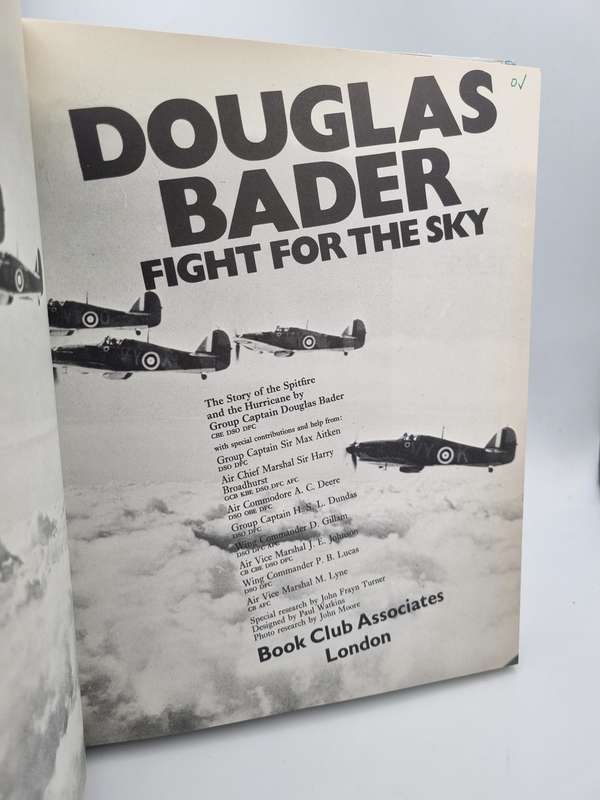 DOUGLAS
BADER
FIGHT FOR THE SKY
The Story of the Spitfire
and the Hurricane by
Group Captain Douglas Bader
CBE DSO DFC
with special contributions and help from:
Group Captain Sir Max Aitken
DSO DFC
Air Chief Marshal Sir Harry
Broadhurst
GCB KBE DSO DFC AFC
Air Commodore A. C. Deere
DSO OBE DFC
Group Captain H. S. L. Dundas
DSO DFC
Wing Commander D. Gillam
DSO DFC AFC
Air Vice Marshal J. E. Johnson
CB CBE DSO DFC
Wing Commander P. B. Lucas
DSO DFC
Air Vice Marshal M. Lyne
CB AFC
Special research by John Frayn Turner
Designed by Paul Watkins
Photo research by John Moore
Book Club Associates
London